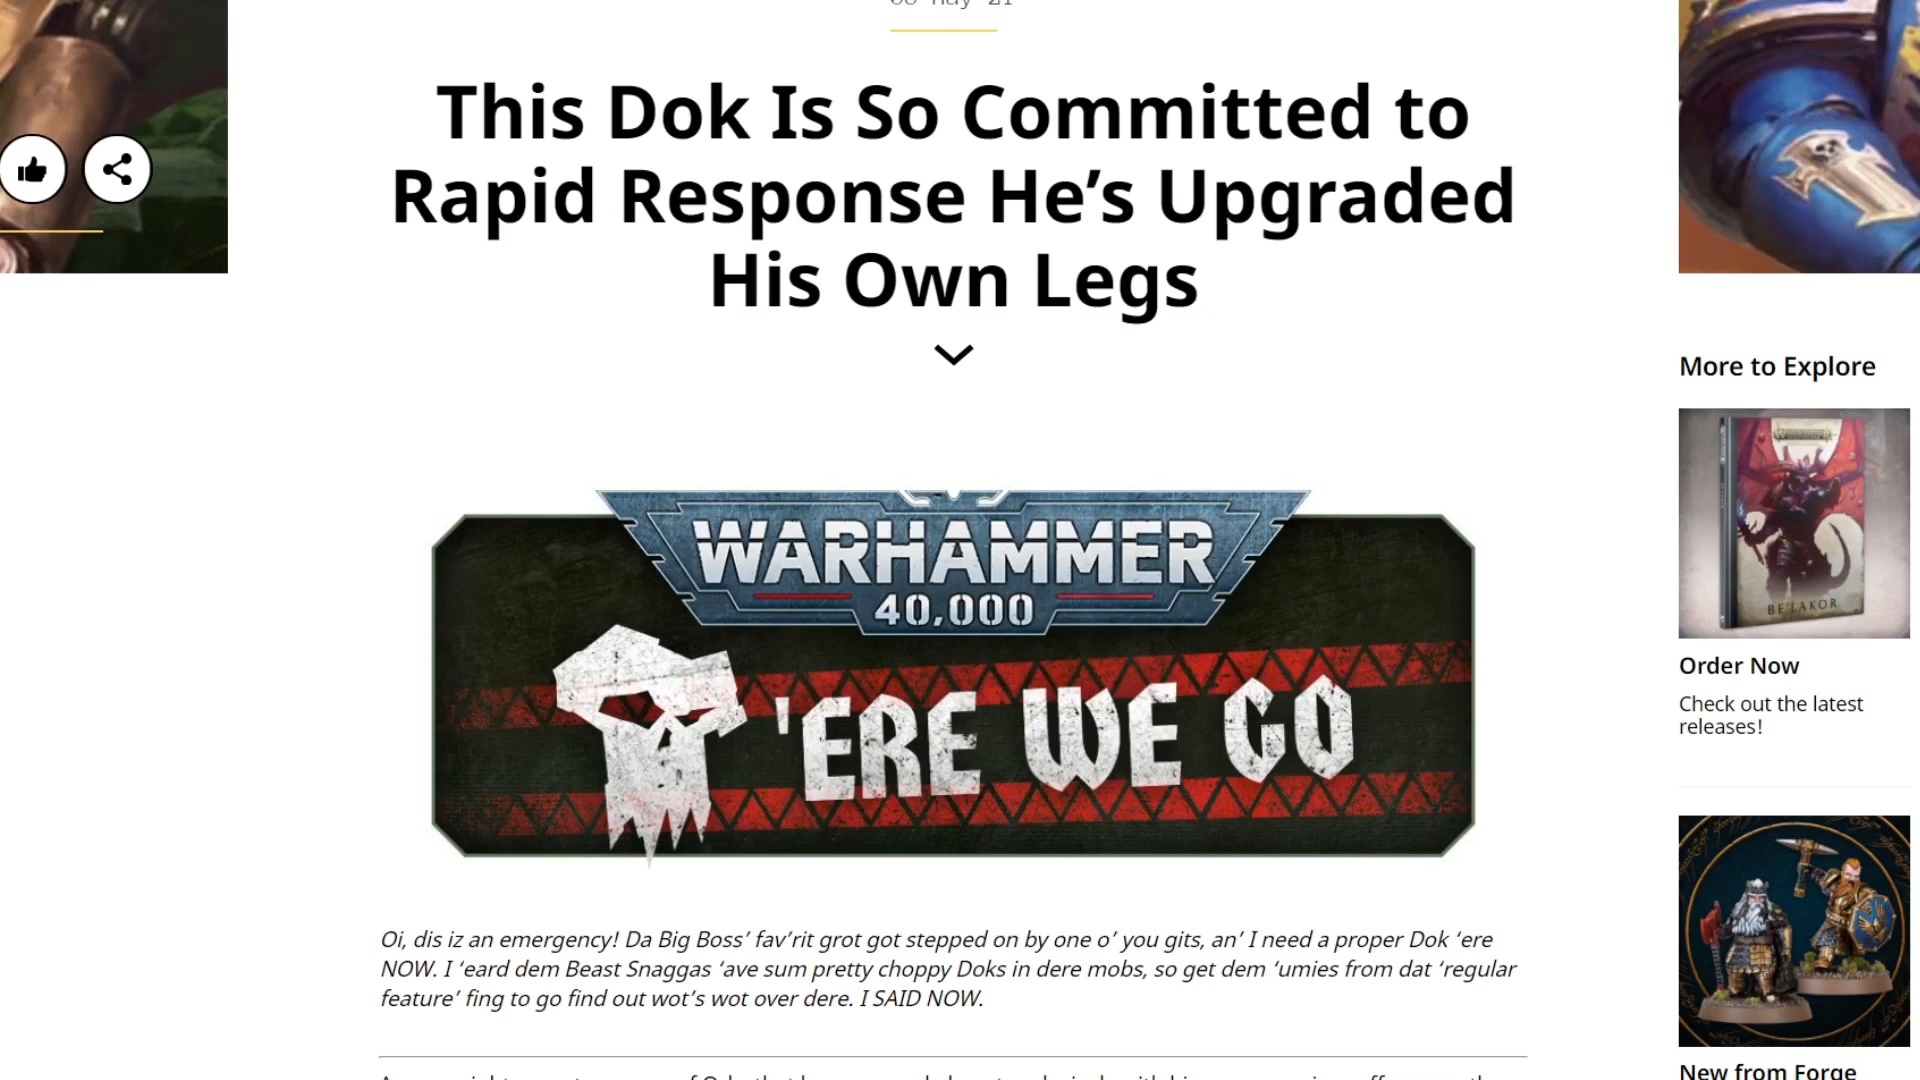 This Dok Is So Committed to
Rapid Response He’s Upgraded
His Own Legs
WARHAMMER
40,000
'ERE WE GO
Oi, dis iz an emergency! Da Big Boss’ fav’rit grot got stepped on by one o’ you gits, an’ I need a proper Dok ‘ere
NOW. I ‘eard dem Beast Snaggas ‘ave sum pretty choppy Doks in dere mobs, so get dem ‘umies from dat ‘regular
feature’ fing to go find out wot’s wot over dere. I SAID NOW.
More to Explore
BE'LAKOR
Order Now
Check out the latest
releases!
New from Forge